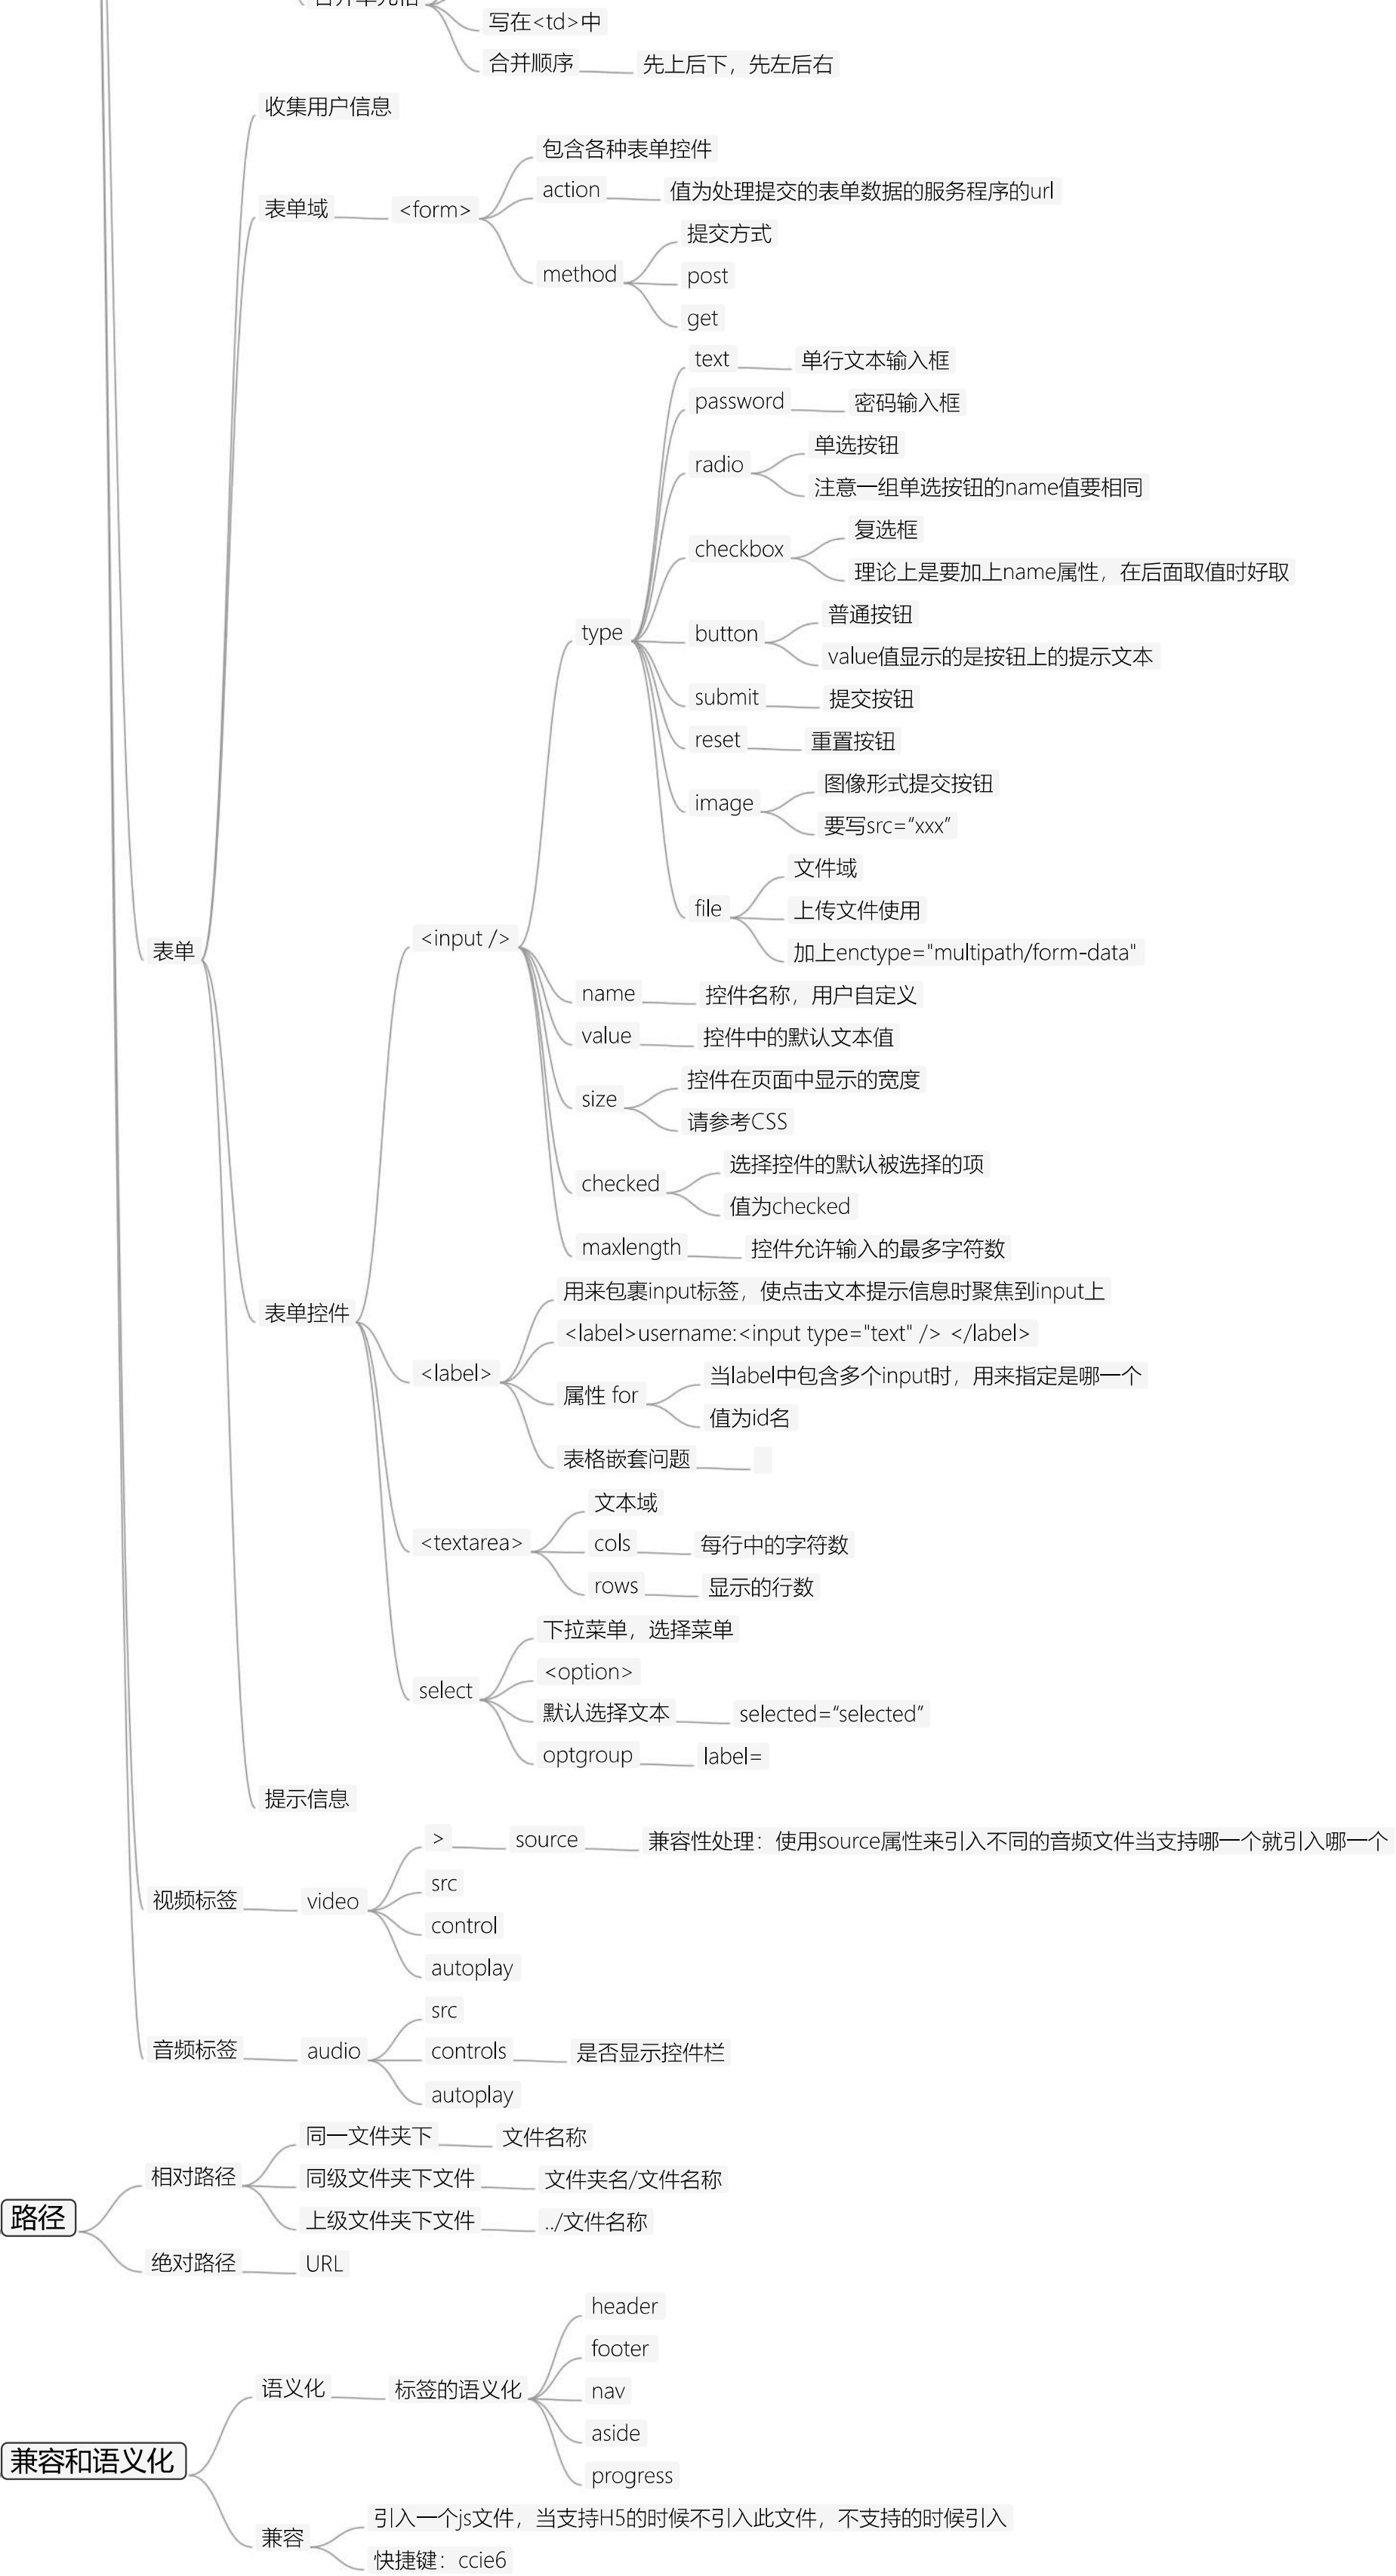 写在<td>中
合并顺序
先上后下，先左后右
收集用户信息
表单域
<form>
包含各种表单控件
action
值为处理提交的表单数据的服务程序的url
method
提交方式
post
get
表单
表单控件
<input />
type
text
单行文本输入框
password
密码输入框
radio
单选按钮
注意一组单选按钮的name值要相同
checkbox
复选框
理论上是要加上name属性，在后面取值时好取
button
普通按钮
value值显示的是按钮上的提示文本
submit
提交按钮
reset
重置按钮
image
图像形式提交按钮
要写src=“xxx”
file
文件域
上传文件使用
加上enctype="multipath/form-data"
name
控件名称，用户自定义
value
控件中的默认文本值
size
控件在页面中显示的宽度
请参考CSS
checked
选择控件的默认被选择的项
值为checked
maxlength
控件允许输入的最多字符数
<label>
用来包裹input标签，使点击文本提示信息时聚焦到input上
<label>username:<input type="text" /> </label>
属性 for
当label中包含多个input时，用来指定是哪一个
值为id名
表格嵌套问题
<textarea>
文本域
cols
每行中的字符数
rows
显示的行数
select
下拉菜单，选择菜单
<option>
默认选择文本
selected=“selected”
optgroup
label=
提示信息
视频标签
video
>
source
兼容性处理：使用source属性来引入不同的音频文件当支持哪一个就引入哪一个
src
control
autoplay
音频标签
audio
src
controls
是否显示控件栏
autoplay
路径
相对路径
同一文件夹下
文件名称
同级文件夹下文件
文件夹名/文件名称
上级文件夹下文件
../文件名称
绝对路径
URL
兼容和语义化
语义化
标签的语义化
header
footer
nav
aside
progress
兼容
引入一个js文件，当支持H5的时候不引入此文件，不支持的时候引入
快捷键：ccie6